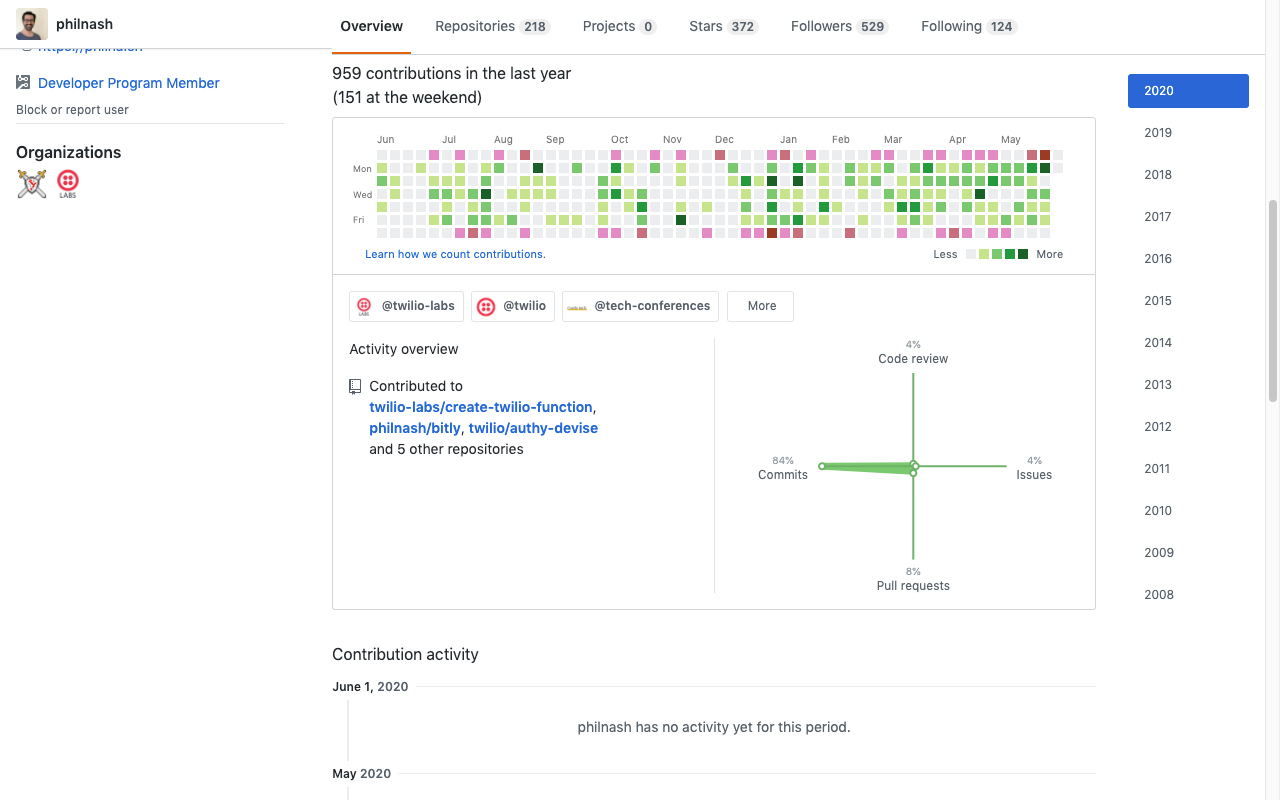 philnash
Overview
Repositories 218
Projects 0
Stars 372
Followers 529
Following 124
https://philna.sh
Developer Program Member
Block or report user
Organizations
LABS
959 contributions in the last year
(151 at the weekend)
Jun Jul Aug Sep Oct Nov Dec Jan Feb Mar Apr May
Mon
Wed
Fri
Learn how we count contributions.
Less More
@twilio-labs
@twilio
@tech-conferences
More
Activity overview
Contributed to
twilio-labs/create-twilio-function,
philnash/bitly, twilio/authy-devise
and 5 other repositories
4%
Code review
84%
Commits
4%
Issues
8%
Pull requests
2020
2019
2018
2017
2016
2015
2014
2013
2012
2011
2010
2009
2008
Contribution activity
June 1, 2020
philnash has no activity yet for this period.
May 2020